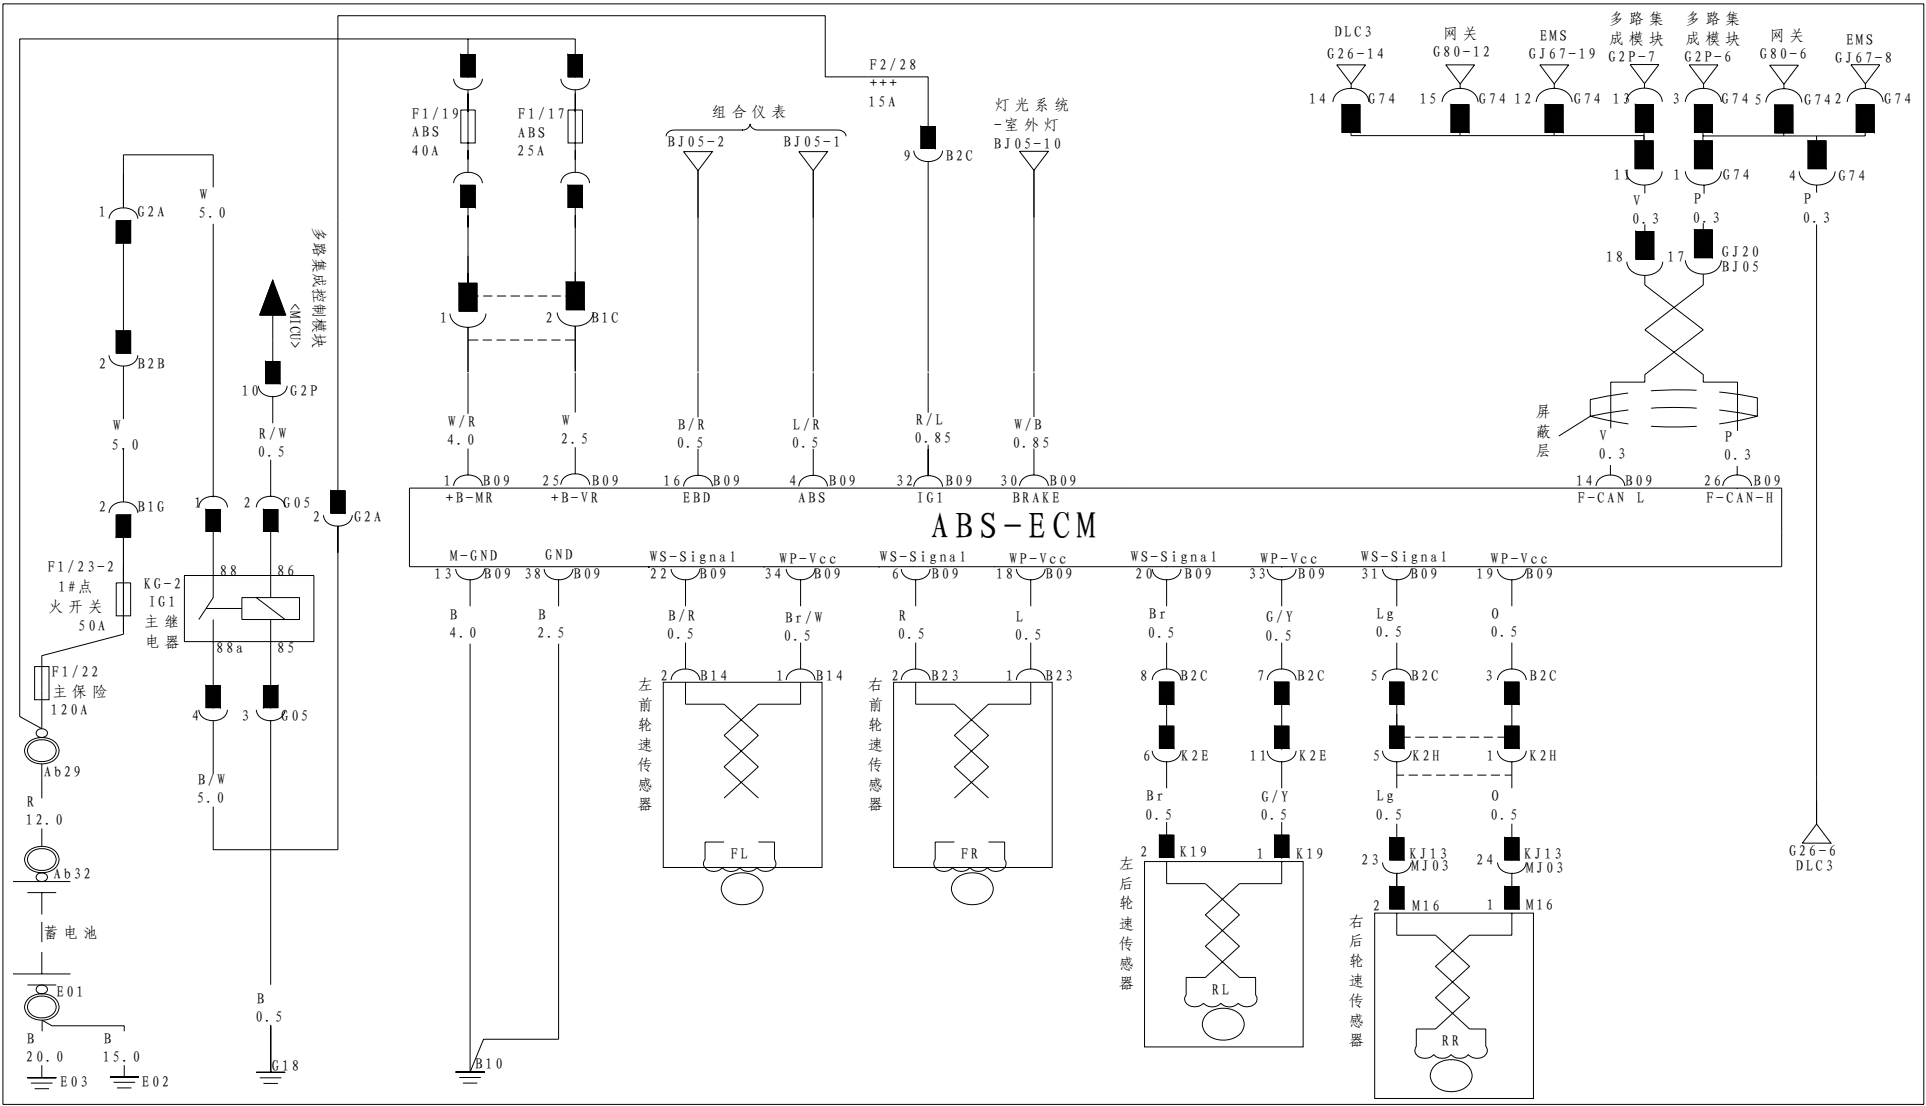 DLC3
G26-14
网关
G80-12
EMS
GJ67-19
多路集
成模块
G2P-7
多路集
成模块
G2P-6
网关
G80-6
EMS
GJ67-8
14 G74
15 G74
12 G74
13
3 G74
5 G74
2 G74
F2/28
+++
15A
F1/19
ABS
40A
F1/17
ABS
25A
组合仪表
BJ05-2
BJ05-1
灯光系统
-室外灯
BJ05-10
9 B2C
11
1 G74
4 G74
W
5.0
V
0.3
P
0.3
P
0.3
1 G2A
多路集成控制模块
<MICU>
18
17 GJ20
BJ05
1
2 B1C
2 B2B
10 G2P
W
5.0
R/W
0.5
W/R
4.0
W
2.5
B/R
0.5
L/R
0.5
R/L
0.85
W/B
0.85
屏蔽层
V
0.3
P
0.3
2 B1G
1
2 G05
2 G2A
1 B09
25 B09
16 B09
4 B09
32 B09
30 B09
14 B09
26 B09
+B-MR
+B-VR
EBD
ABS
IG1
BRAKE
F-CAN L
F-CAN-H
ABS-ECM
M-GND
GND
WS-Signal
WP-Vcc
WS-Signal
WP-Vcc
WS-Signal
WP-Vcc
WS-Signal
WP-Vcc
13 B09
38 B09
22 B09
34 B09
6 B09
18 B09
20 B09
33 B09
31 B09
19 B09
F1/23-2
1#点
火开关
50A
KG-2
IG1
主继
电器
88
86
88a
85
B
4.0
B
2.5
B/R
0.5
Br/W
0.5
R
0.5
L
0.5
Br
0.5
G/Y
0.5
Lg
0.5
O
0.5
F1/22
主保险
120A
4
3 G05
2 B14
1 B14
2 B23
1 B23
8 B2C
7 B2C
5 B2C
3 B2C
左前轮速传感器
右前轮速传感器
Ab29
6 K2E
11 K2E
5 K2H
1 K2H
R
12.0
B/W
5.0
Br
0.5
G/Y
0.5
Lg
0.5
O
0.5
FL
FR
2 K19
1 K19
23 KJ13
MJ03
24 KJ13
MJ03
G26-6
DLC3
Ab32
左后轮速传感器
2 M16
1 M16
右后轮速传感器
蓄电池
E01
RL
RR
B
0.5
B
20.0
B
15.0
E03
E02
G18
B10